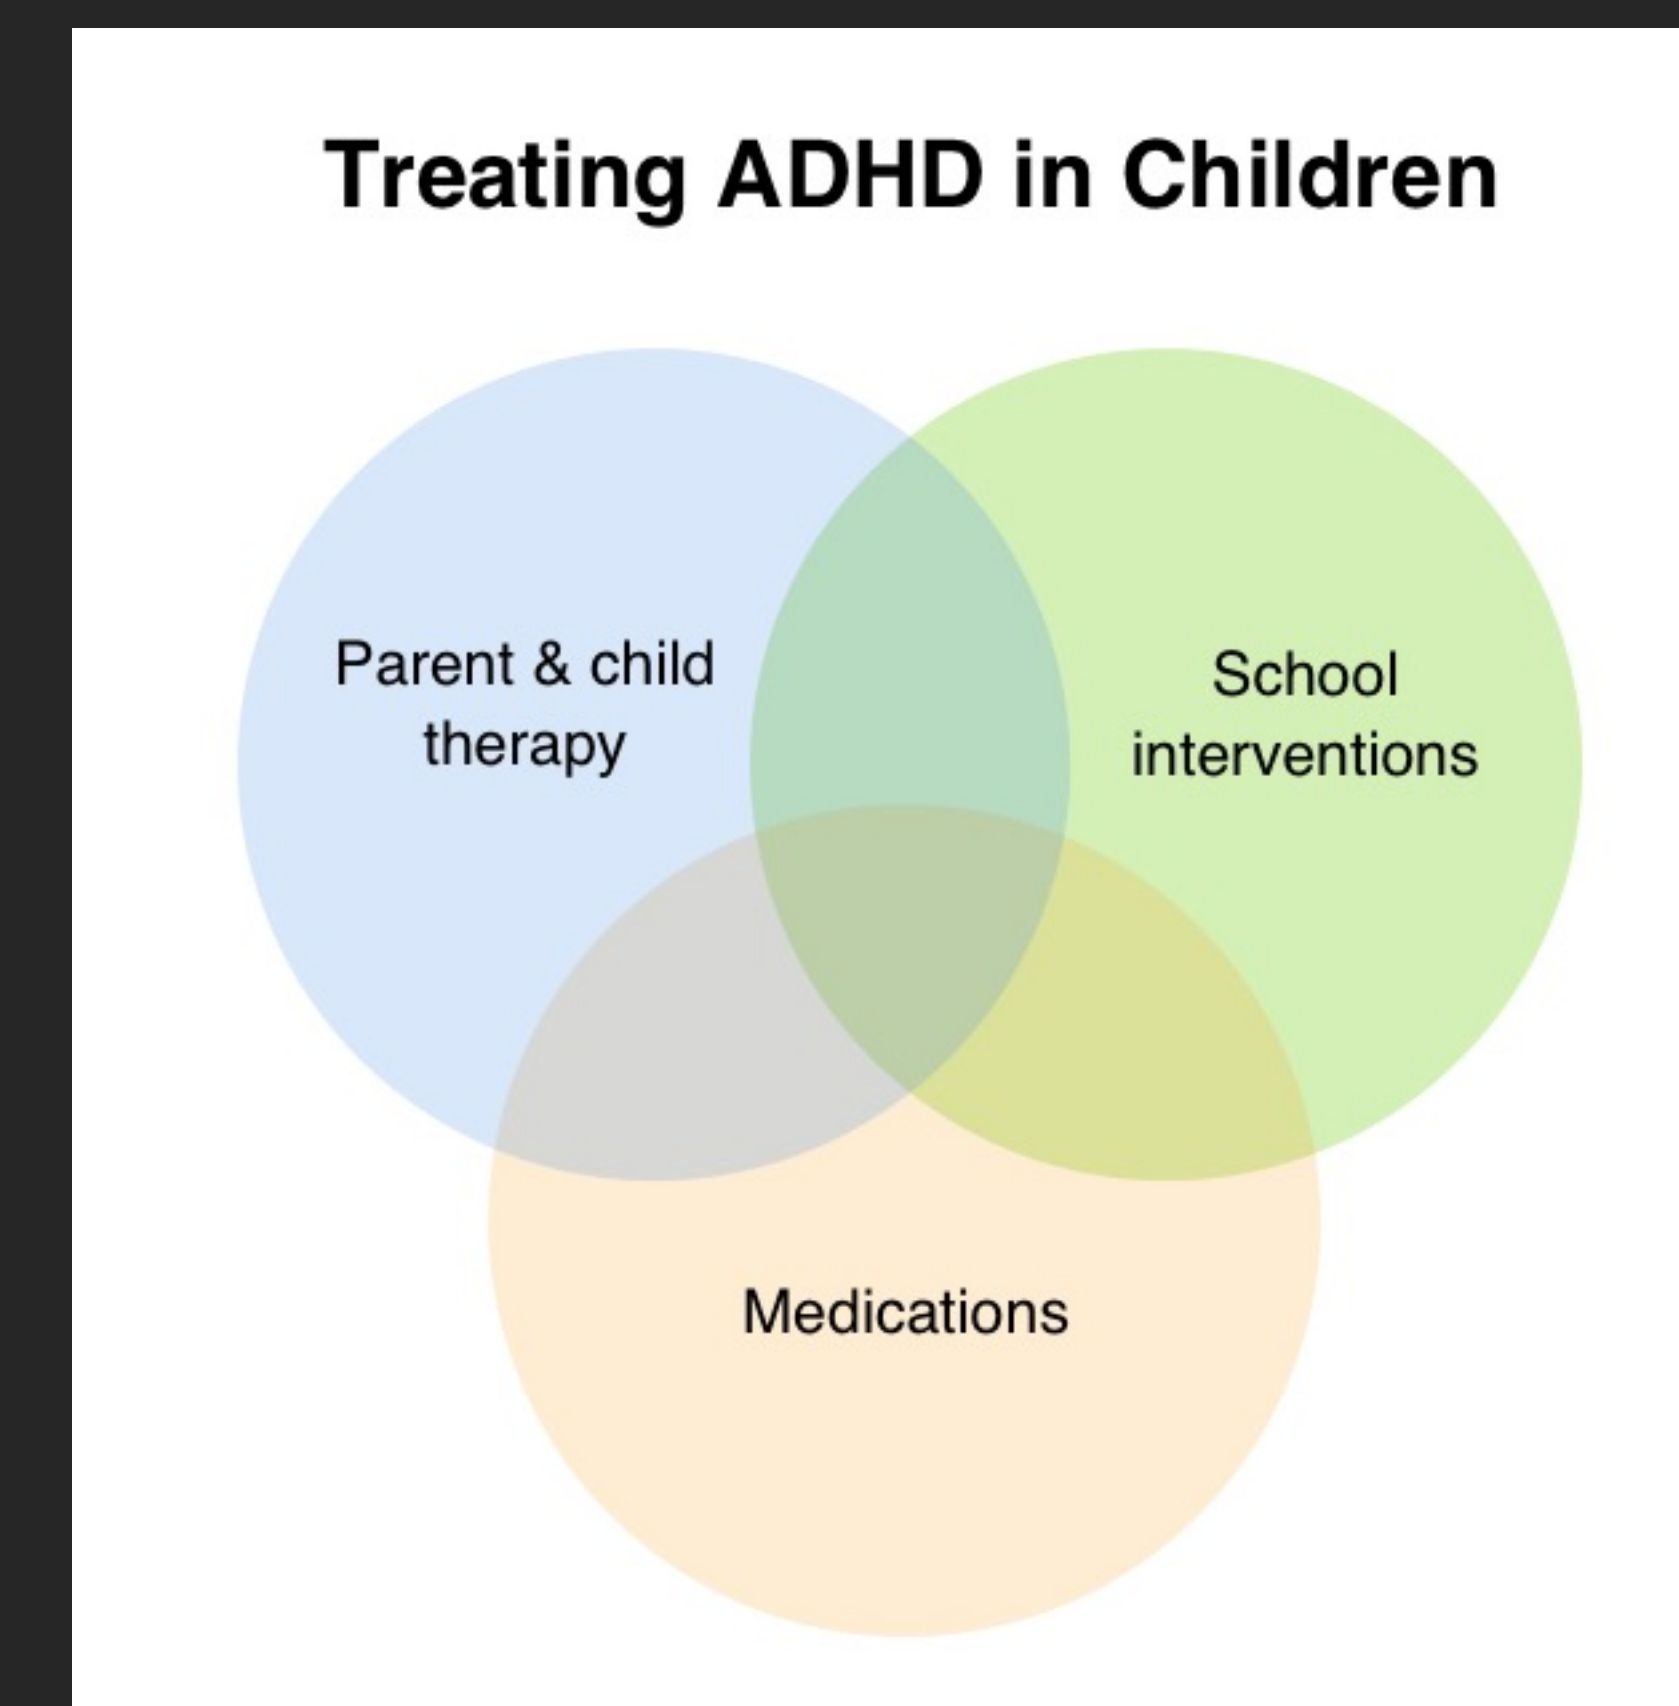 Treating ADHD in Children
Parent & child
therapy
School
interventions
Medications